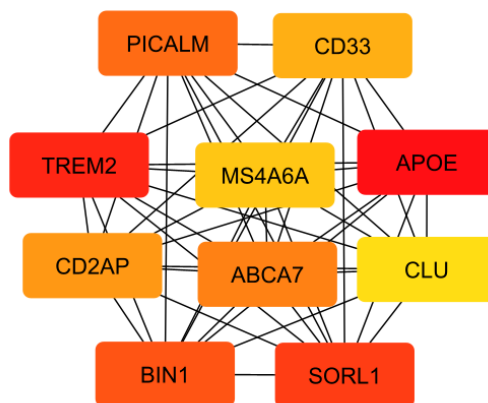 PICALM
CD33
TREM2
MS4A6A
APOE
CD2AP
ABCA7
CLU
BIN1
SORL1